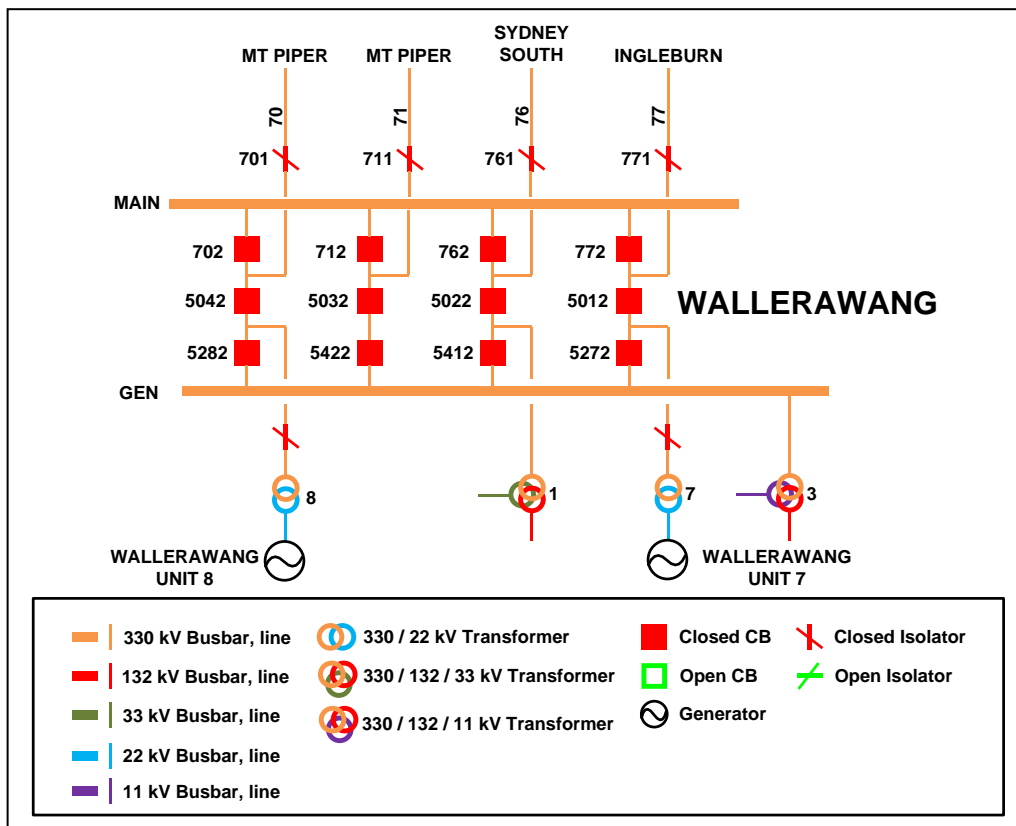 MT PIPER
MT PIPER
SYDNEY
SOUTH
INGLEBURN
70
71
76
77
701
711
761
771
MAIN
702
712
762
772
5042
5032
5022
5012
WALLERAWANG
5282
5422
5412
5272
GEN
8
1
7
3
WALLERAWANG
UNIT 8
WALLERAWANG
UNIT 7
330 kV Busbar, line
132 kV Busbar, line
33 kV Busbar, line
22 kV Busbar, line
11 kV Busbar, line
330 / 22 kV Transformer
330 / 132 / 33 kV Transformer
330 / 132 / 11 kV Transformer
Closed CB
Open CB
Generator
Closed Isolator
Open Isolator